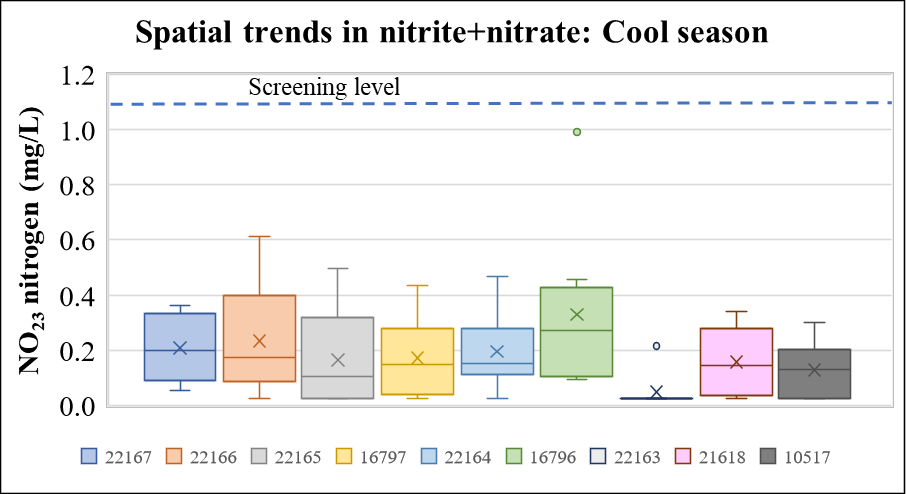 Spatial trends in nitrite+nitrate: Cool season
NO23 nitrogen (mg/L)
1.2
Screening level
1.0
0.8
0.6
0.4
0.2
0.0
22167 22166 22165 16797 22164 16796 22163 21618 10517